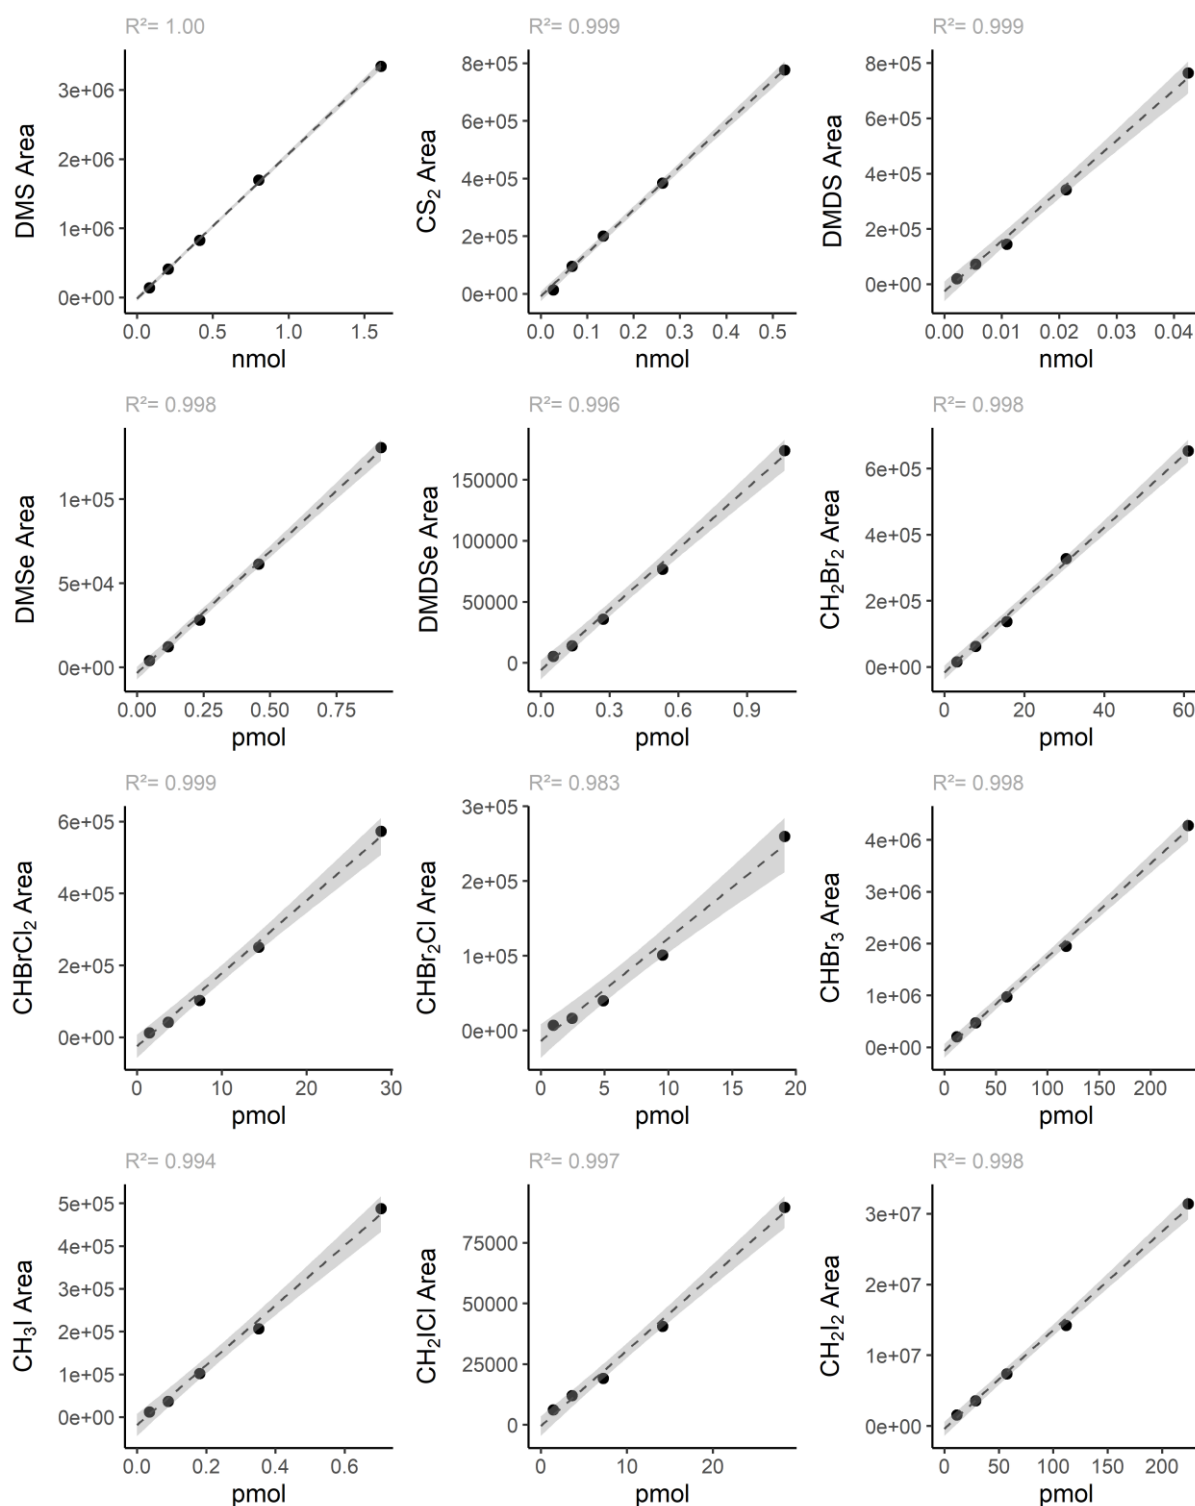 R²= 1.00
DMS Area
3e+06
2e+06
1e+06
0e+00
0.0 0.5 1.0 1.5
nmol
R²= 0.999
CS₂ Area
8e+05
6e+05
4e+05
2e+05
0e+00
0.0 0.1 0.2 0.3 0.4 0.5
nmol
R²= 0.999
DMDS Area
8e+05
6e+05
4e+05
2e+05
0e+00
0.00 0.01 0.02 0.03 0.04
nmol
R²= 0.998
DMSe Area
1e+05
5e+04
0e+00
0.00 0.25 0.50 0.75
pmol
R²= 0.996
DMDSe Area
150000
100000
50000
0
0.0 0.3 0.6 0.9
pmol
R²= 0.998
CH₂Br₂ Area
6e+05
4e+05
2e+05
0e+00
0 20 40 60
pmol
R²= 0.999
CHBrCl₂ Area
6e+05
4e+05
2e+05
0e+00
0 10 20 30
pmol
R²= 0.983
CHBr₂Cl Area
3e+05
2e+05
1e+05
0e+00
0 5 10 15 20
pmol
R²= 0.998
CHBr₃ Area
4e+06
3e+06
2e+06
1e+06
0e+00
0 50 100 150 200
pmol
R²= 0.994
CH₃I Area
5e+05
4e+05
3e+05
2e+05
1e+05
0e+00
0.0 0.2 0.4 0.6
pmol
R²= 0.997
CH₂ICl Area
75000
50000
25000
0
0 10 20
pmol
R²= 0.998
CH₂I₂ Area
3e+07
2e+07
1e+07
0e+00
0 50 100 150 200
pmol